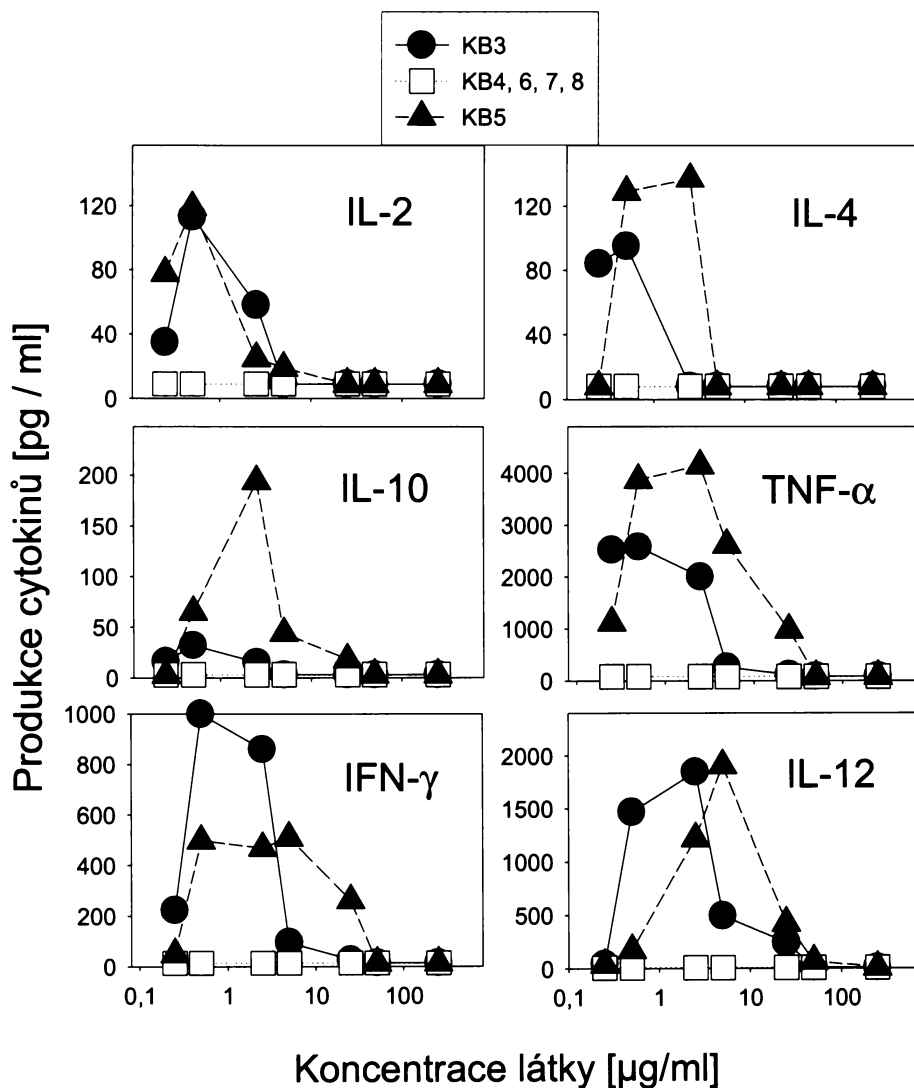 KB3
KB4, 6, 7, 8
KB5
Produkce cytokinů [pg / ml]
IL-2
120
80
40
0
IL-4
120
80
40
0
IL-10
200
150
100
50
0
TNF-α
4000
3000
2000
1000
0
IFN-γ
1000
800
600
400
200
0
0,1 1 10 100
IL-12
2000
1500
1000
500
0
0,1 1 10 100
Koncentrace látky [µg/ml]